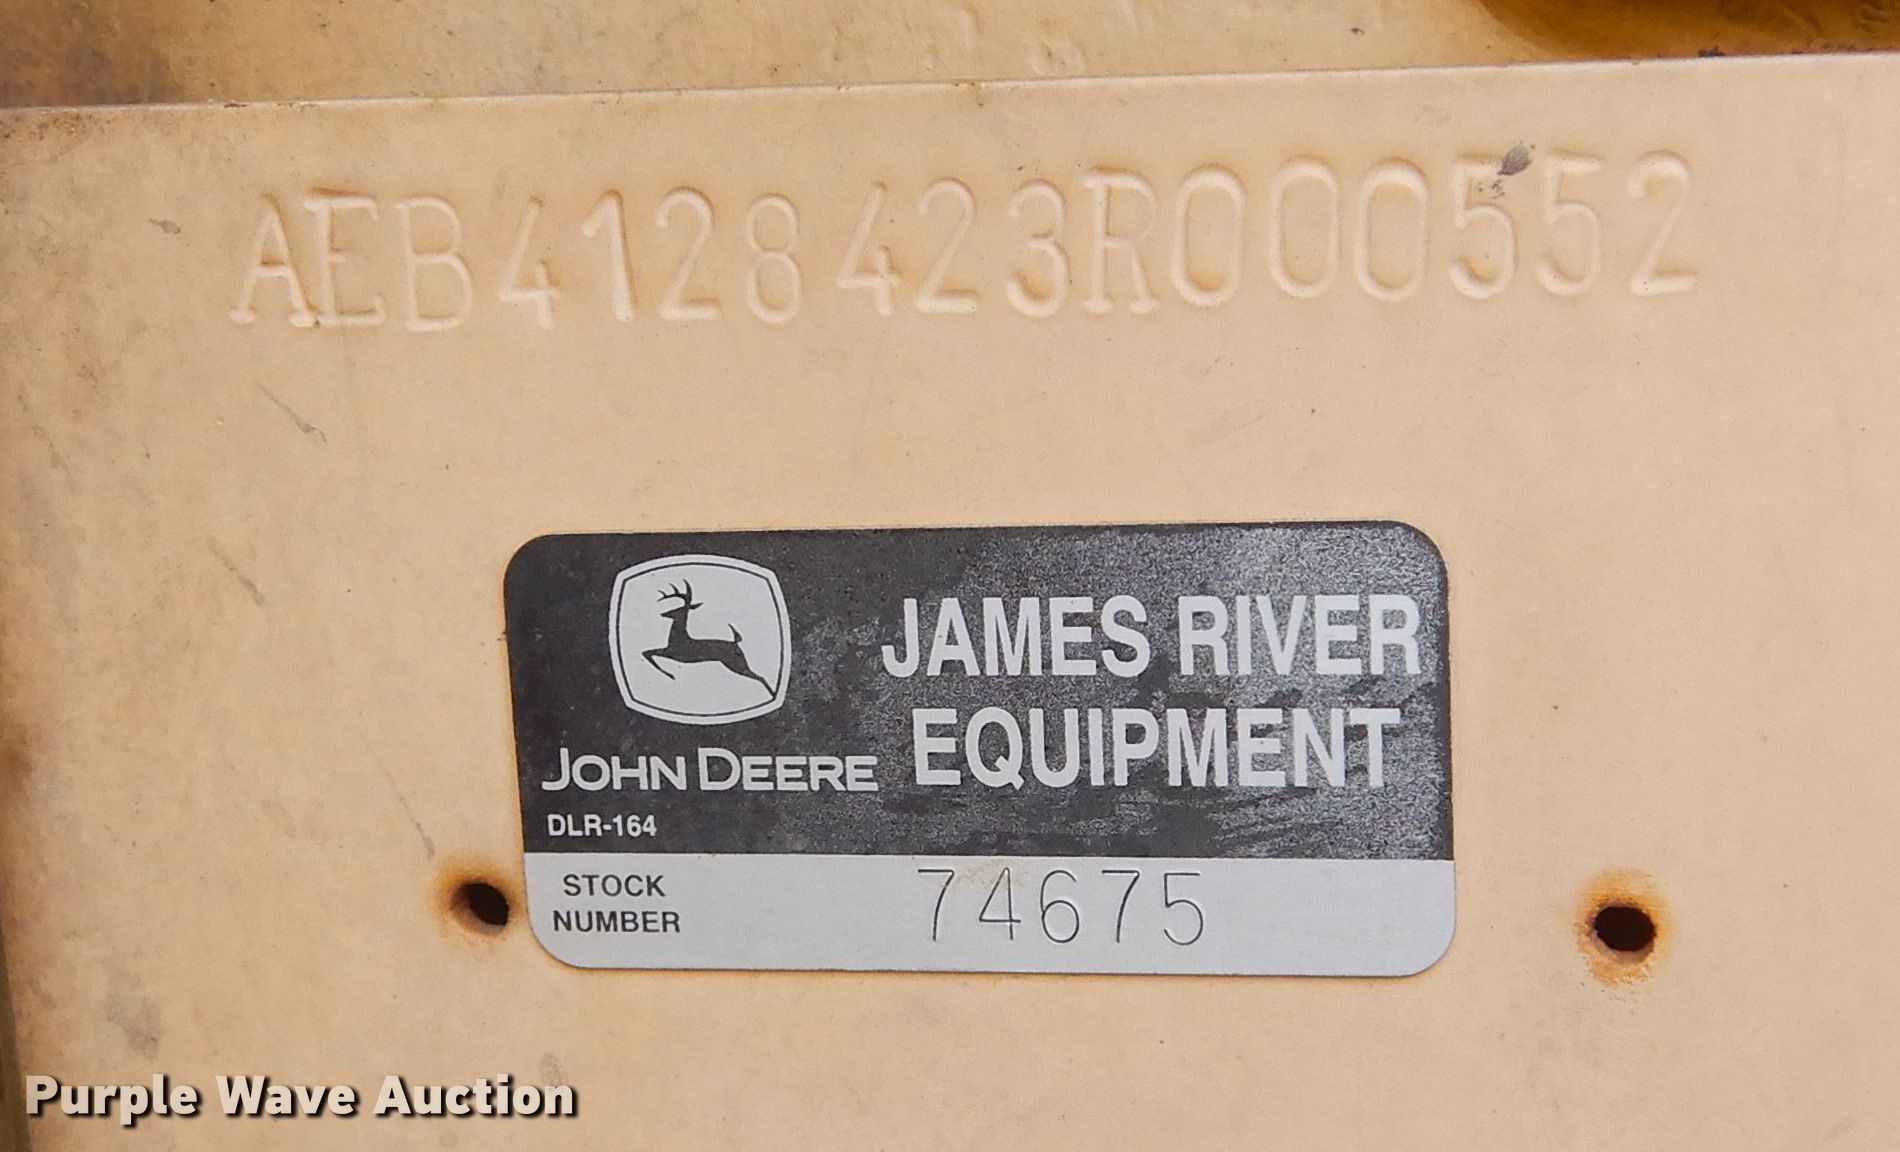 AEB4128423R000552
JAMES RIVER
EQUIPMENT
JOHN DEERE
DLR-164
STOCK
NUMBER
74675
Purple Wave Auction